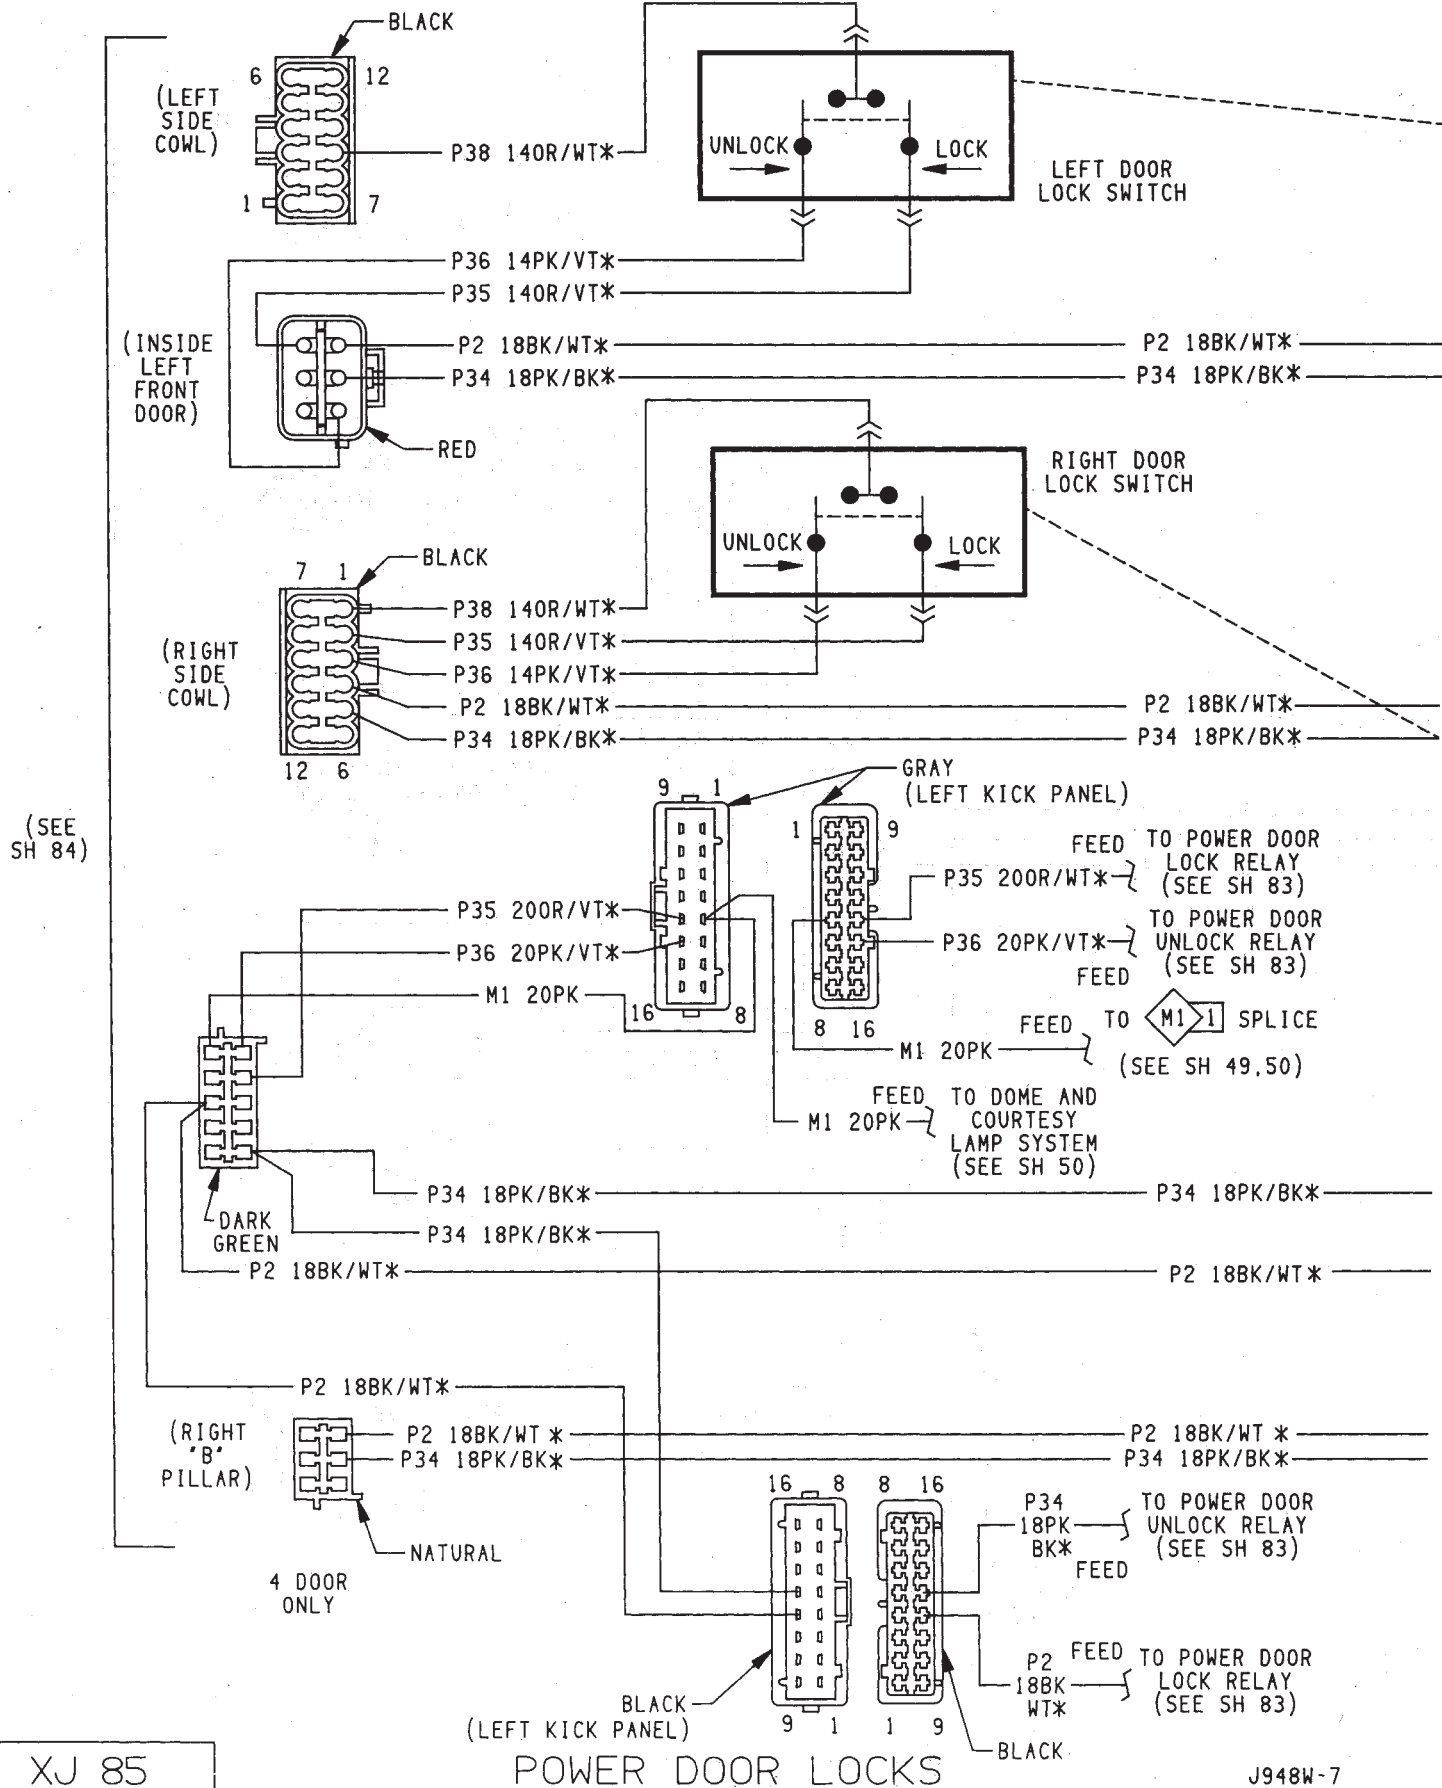 BLACK
6 12
(LEFT
SIDE
COWL)
1 7
P38 14OR/WT*
UNLOCK LOCK
LEFT DOOR
LOCK SWITCH
P36 14PK/VT*
P35 14OR/VT*
(INSIDE
LEFT
FRONT
DOOR)
P2 18BK/WT* P2 18BK/WT*
P34 18PK/BK* P34 18PK/BK*
RED
RIGHT DOOR
LOCK SWITCH
UNLOCK LOCK
BLACK
7 1
(RIGHT
SIDE
COWL)
P38 14OR/WT*
P35 14OR/VT*
P36 14PK/VT*
P2 18BK/WT* P2 18BK/WT*
P34 18PK/BK* P34 18PK/BK*
12 6
(SEE
SH 84)
9 1
GRAY
(LEFT KICK PANEL)
1 9
FEED TO POWER DOOR
LOCK RELAY
(SEE SH 83)
P35 20OR/WT*
P35 20OR/VT*
P36 20PK/VT*
TO POWER DOOR
UNLOCK RELAY
(SEE SH 83)
P36 20PK/VT*
FEED
M1 20PK
16 8
8 16
FEED TO M1 1 SPLICE
M1 20PK
(SEE SH 49,50)
FEED TO DOME AND
COURTESY
LAMP SYSTEM
(SEE SH 50)
M1 20PK
DARK
GREEN
P34 18PK/BK* P34 18PK/BK*
P34 18PK/BK*
P2 18BK/WT* P2 18BK/WT*
P2 18BK/WT*
(RIGHT
"B"
PILLAR)
P2 18BK/WT * P2 18BK/WT *
P34 18PK/BK* P34 18PK/BK*
NATURAL
4 DOOR
ONLY
16 8 8 16
P34
18PK
BK*
TO POWER DOOR
UNLOCK RELAY
(SEE SH 83)
FEED
P2
18BK
WT*
FEED TO POWER DOOR
LOCK RELAY
(SEE SH 83)
BLACK
(LEFT KICK PANEL)
9 1 1 9
BLACK
XJ 85
POWER DOOR LOCKS
J948W-7